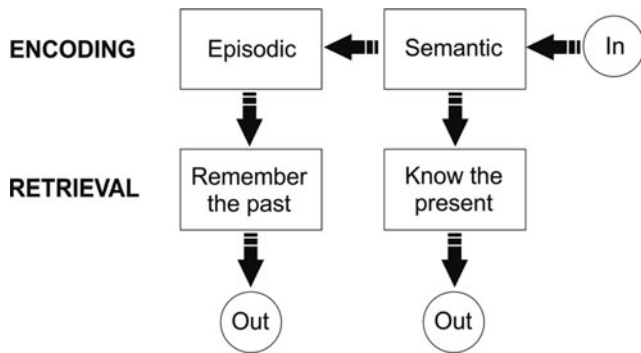 ENCODING
Episodic
Semantic
In
RETRIEVAL
Remember
the past
Know the
present
Out
Out